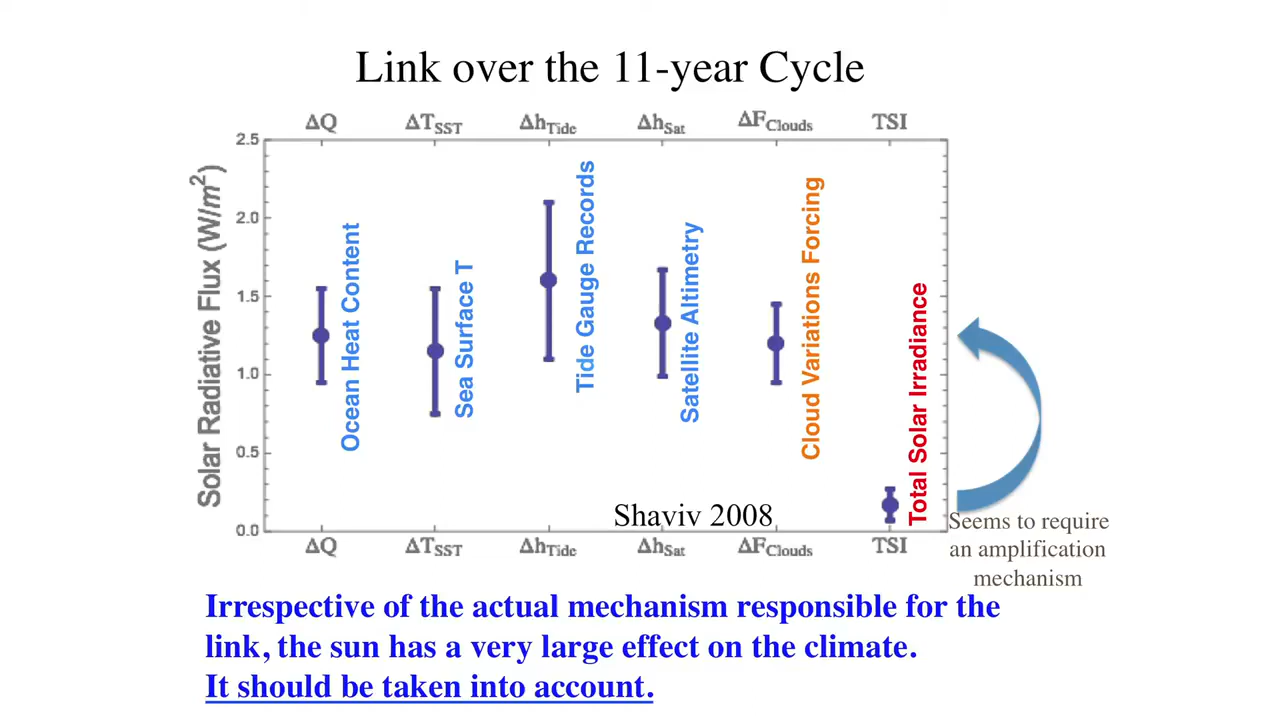 Link over the 11-year Cycle
ΔQ ΔT_SST Δh_Tide Δh_Sat ΔF_Clouds TSI
Solar Radiative Flux (W/m²)
2.5
2.0
1.5
1.0
0.5
0.0
Ocean Heat Content
Sea Surface T
Tide Gauge Records
Satellite Altimetry
Cloud Variations Forcing
Total Solar Irradiance
Shaviv 2008
ΔQ ΔT_SST Δh_Tide Δh_Sat ΔF_Clouds TSI
Seems to require
an amplification
mechanism
Irrespective of the actual mechanism responsible for the
link, the sun has a very large effect on the climate.
It should be taken into account.